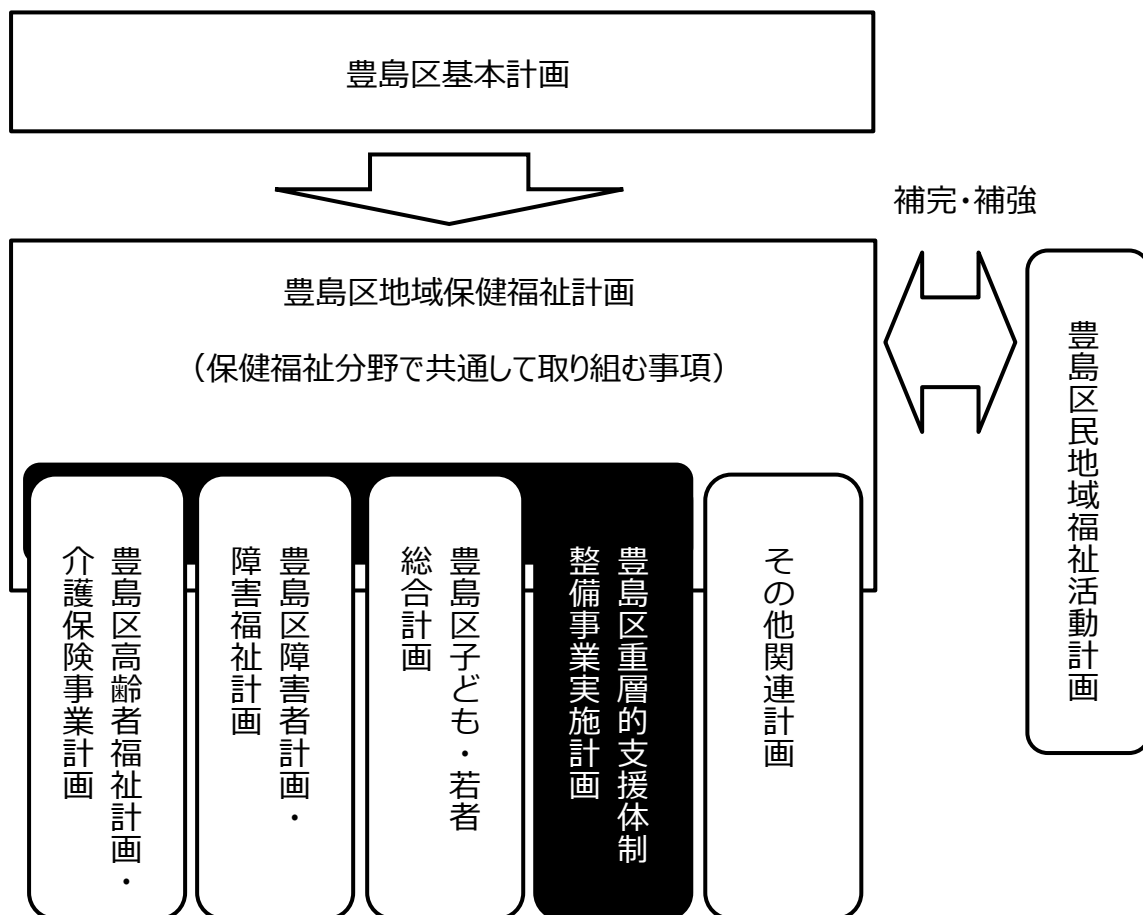 豊島区基本計画
補完・補強
豊島区地域保健福祉計画
（保健福祉分野で共通して取り組む事項）
豊島区民地域福祉活動計画
豊島区高齢者福祉計画・
介護保険事業計画
豊島区障害者計画・
障害福祉計画
豊島区子ども・若者
総合計画
豊島区重層的支援体制
整備事業実施計画
その他関連計画